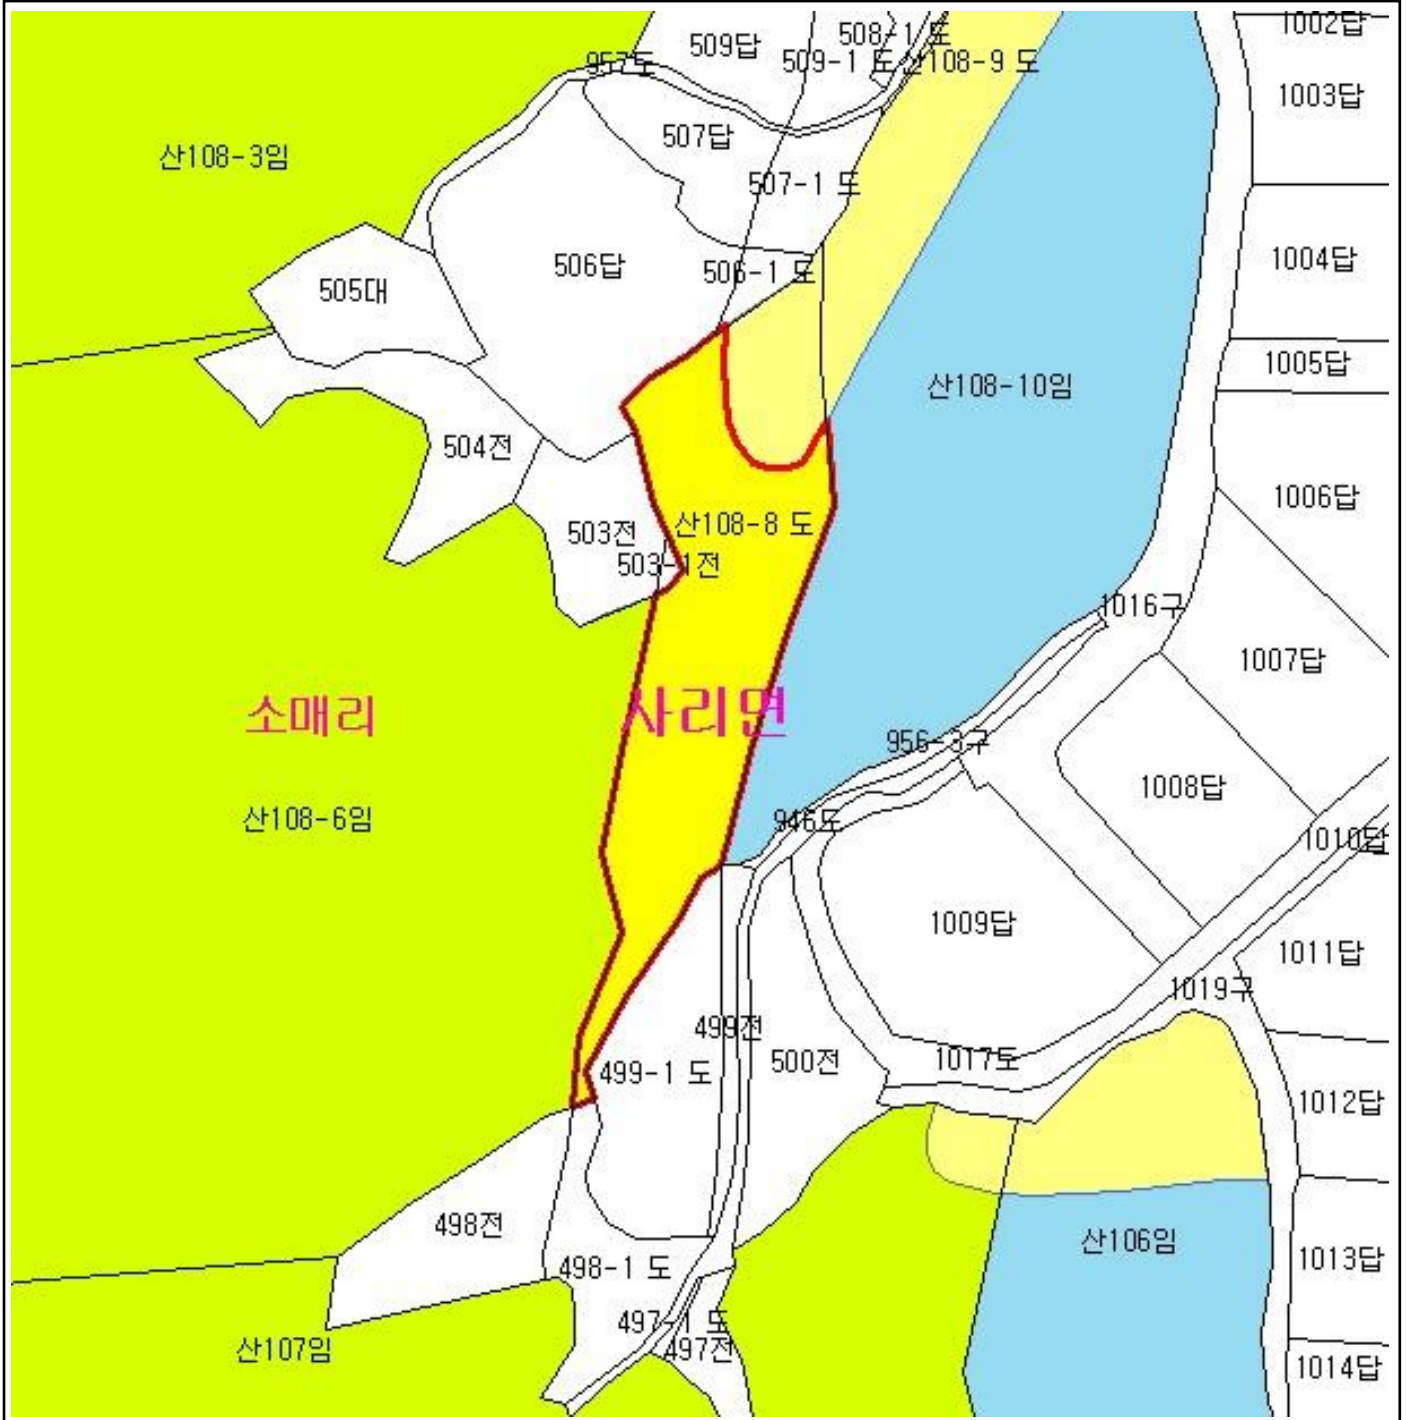 1002답
508-1 도
509답
957도
509-1 도
산108-9 도
1003답
507답
산108-3임
507-1 도
1004답
506답
506-1 도
505대
1005답
산108-10임
504전
1006답
산108-8 도
503전
503-1전
1016구
1007답
소매리
사리면
956-3구
1008답
산108-6임
946도
1010답
1009답
1011답
1019구
499전
1017도
500전
499-1 도
1012답
498전
산106임
1013답
498-1 도
497-1 도
산107임
497전
1014답